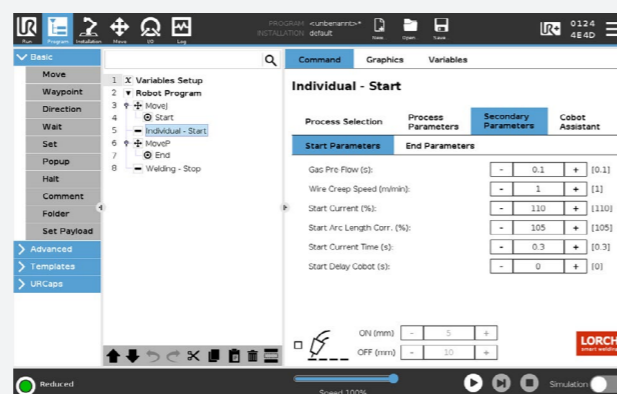 PROGRAM <unbenannt>*
INSTALLATION default
Run Program Installation Move I/O Log
New... Open... Save...
0124
4E4D
Basic
Move
Waypoint
Direction
Wait
Set
Popup
Halt
Comment
Folder
Set Payload
Advanced
Templates
URCaps
1 X Variables Setup
2 Robot Program
3 MoveJ
4 Start
5 Individual - Start
6 MoveP
7 End
8 Welding - Stop
Command Graphics Variables
Individual - Start
Process Selection Process Parameters Secondary Parameters Cobot Assistant
Start Parameters End Parameters
Gas Pre Flow (s): - 0.1 + [0.1]
Wire Creep Speed (m/min): - 1 + [1]
Start Current (%): - 110 + [110]
Start Arc Length Corr. (%): - 105 + [105]
Start Current Time (s): - 0.3 + [0.3]
Start Delay Cobot (s): - 0 + [0]
ON (mm) - 5 +
OFF (mm) - 10 +
LORCH
smart welding
Reduced
Speed 100%
Simulation